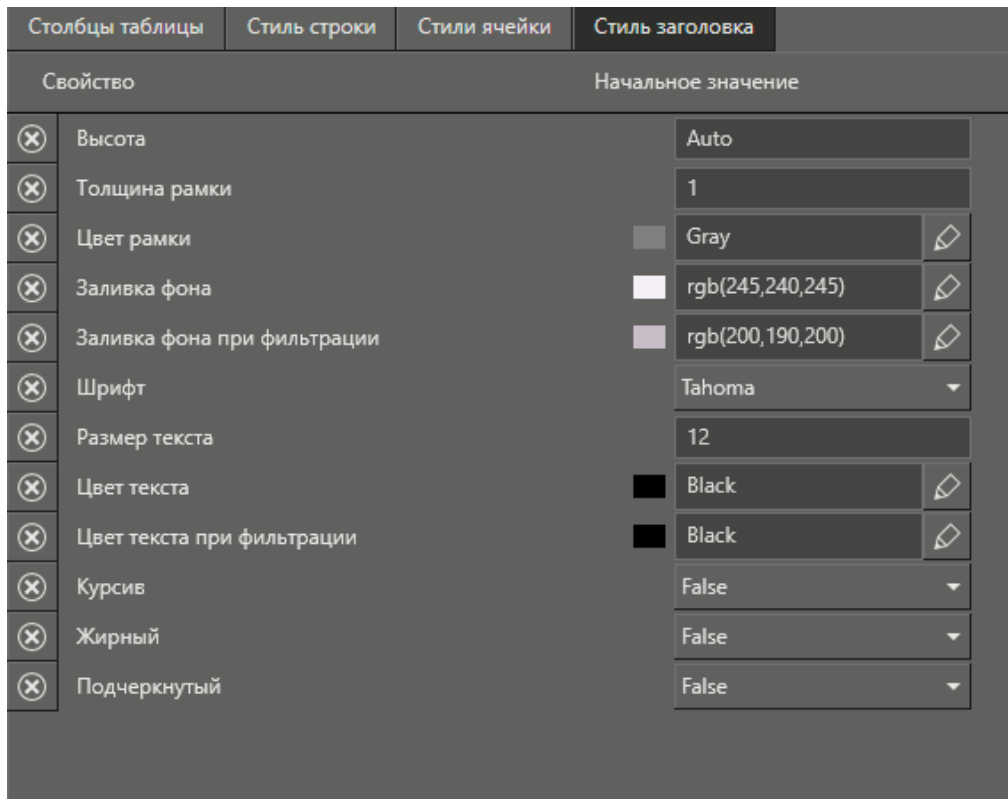 Столбцы таблицы Стиль строки Стили ячейки Стиль заголовка
Свойство Начальное значение
Высота Auto
Толщина рамки 1
Цвет рамки Gray
Заливка фона rgb(245,240,245)
Заливка фона при фильтрации rgb(200,190,200)
Шрифт Tahoma
Размер текста 12
Цвет текста Black
Цвет текста при фильтрации Black
Курсив False
Жирный False
Подчеркнутый False